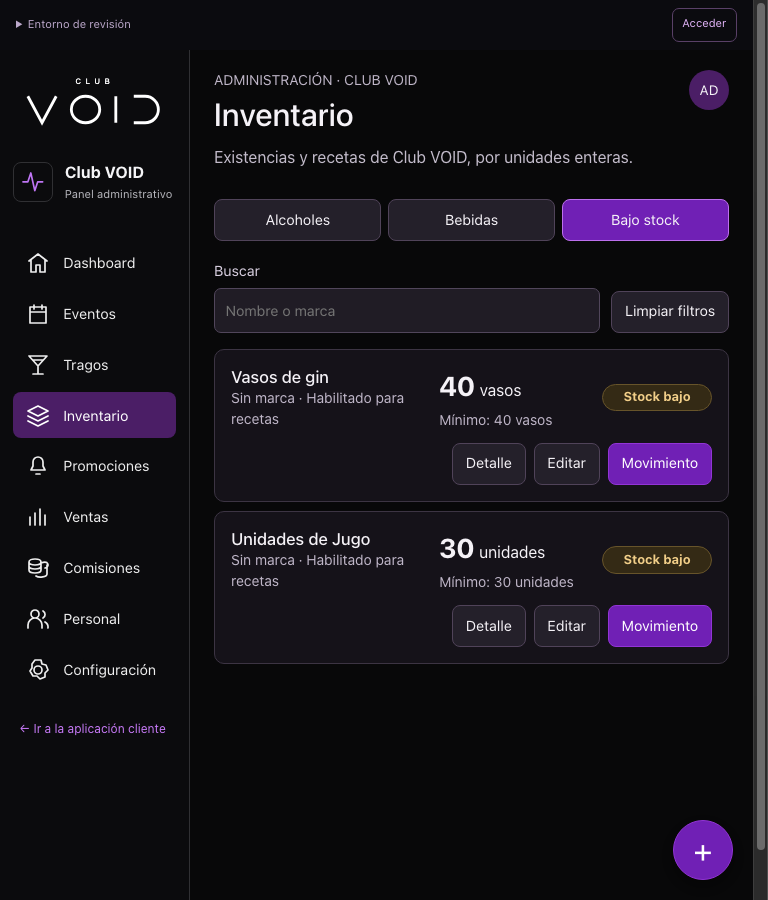 Entorno de revisión
Acceder
CLUB
VOID
Club VOID
Panel administrativo
Dashboard
Eventos
Tragos
Inventario
Promociones
Ventas
Comisiones
Personal
Configuración
← Ir a la aplicación cliente
ADMINISTRACIÓN · CLUB VOID
AD
Inventario
Existencias y recetas de Club VOID, por unidades enteras.
Alcoholes
Bebidas
Bajo stock
Buscar
Nombre o marca
Limpiar filtros
Vasos de gin
Sin marca · Habilitado para
recetas
40 vasos
Mínimo: 40 vasos
Stock bajo
Detalle
Editar
Movimiento
Unidades de Jugo
Sin marca · Habilitado para
recetas
30 unidades
Mínimo: 30 unidades
Stock bajo
Detalle
Editar
Movimiento
+